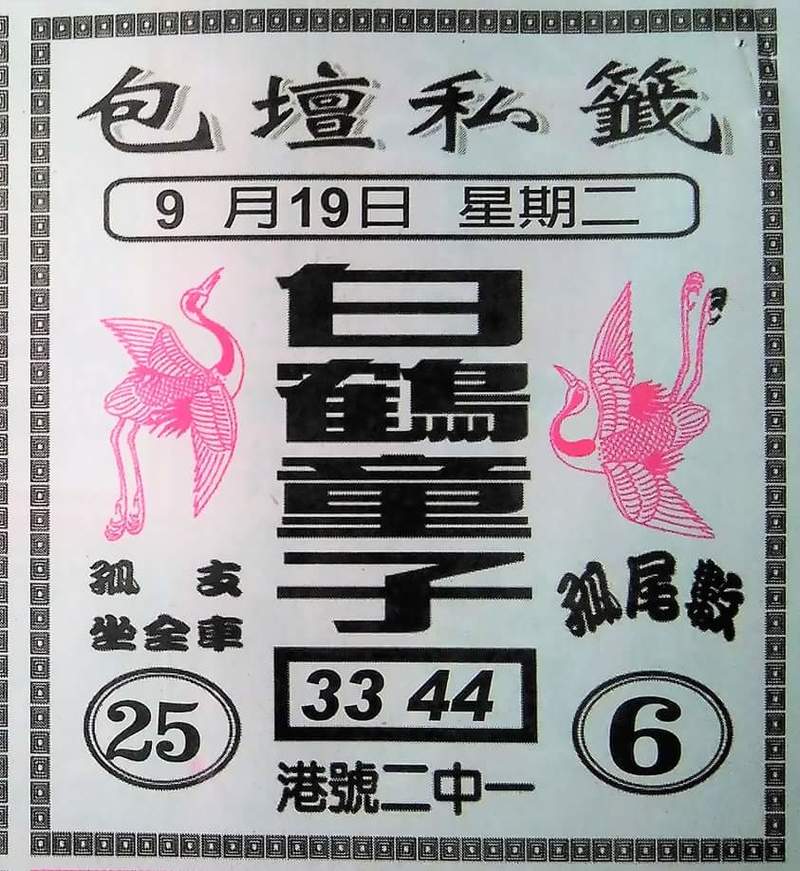 包壇私籤
9月19日 星期二
白鶴童子
孤支
坐全車
25
33 44
港號二中一
孤尾數
6